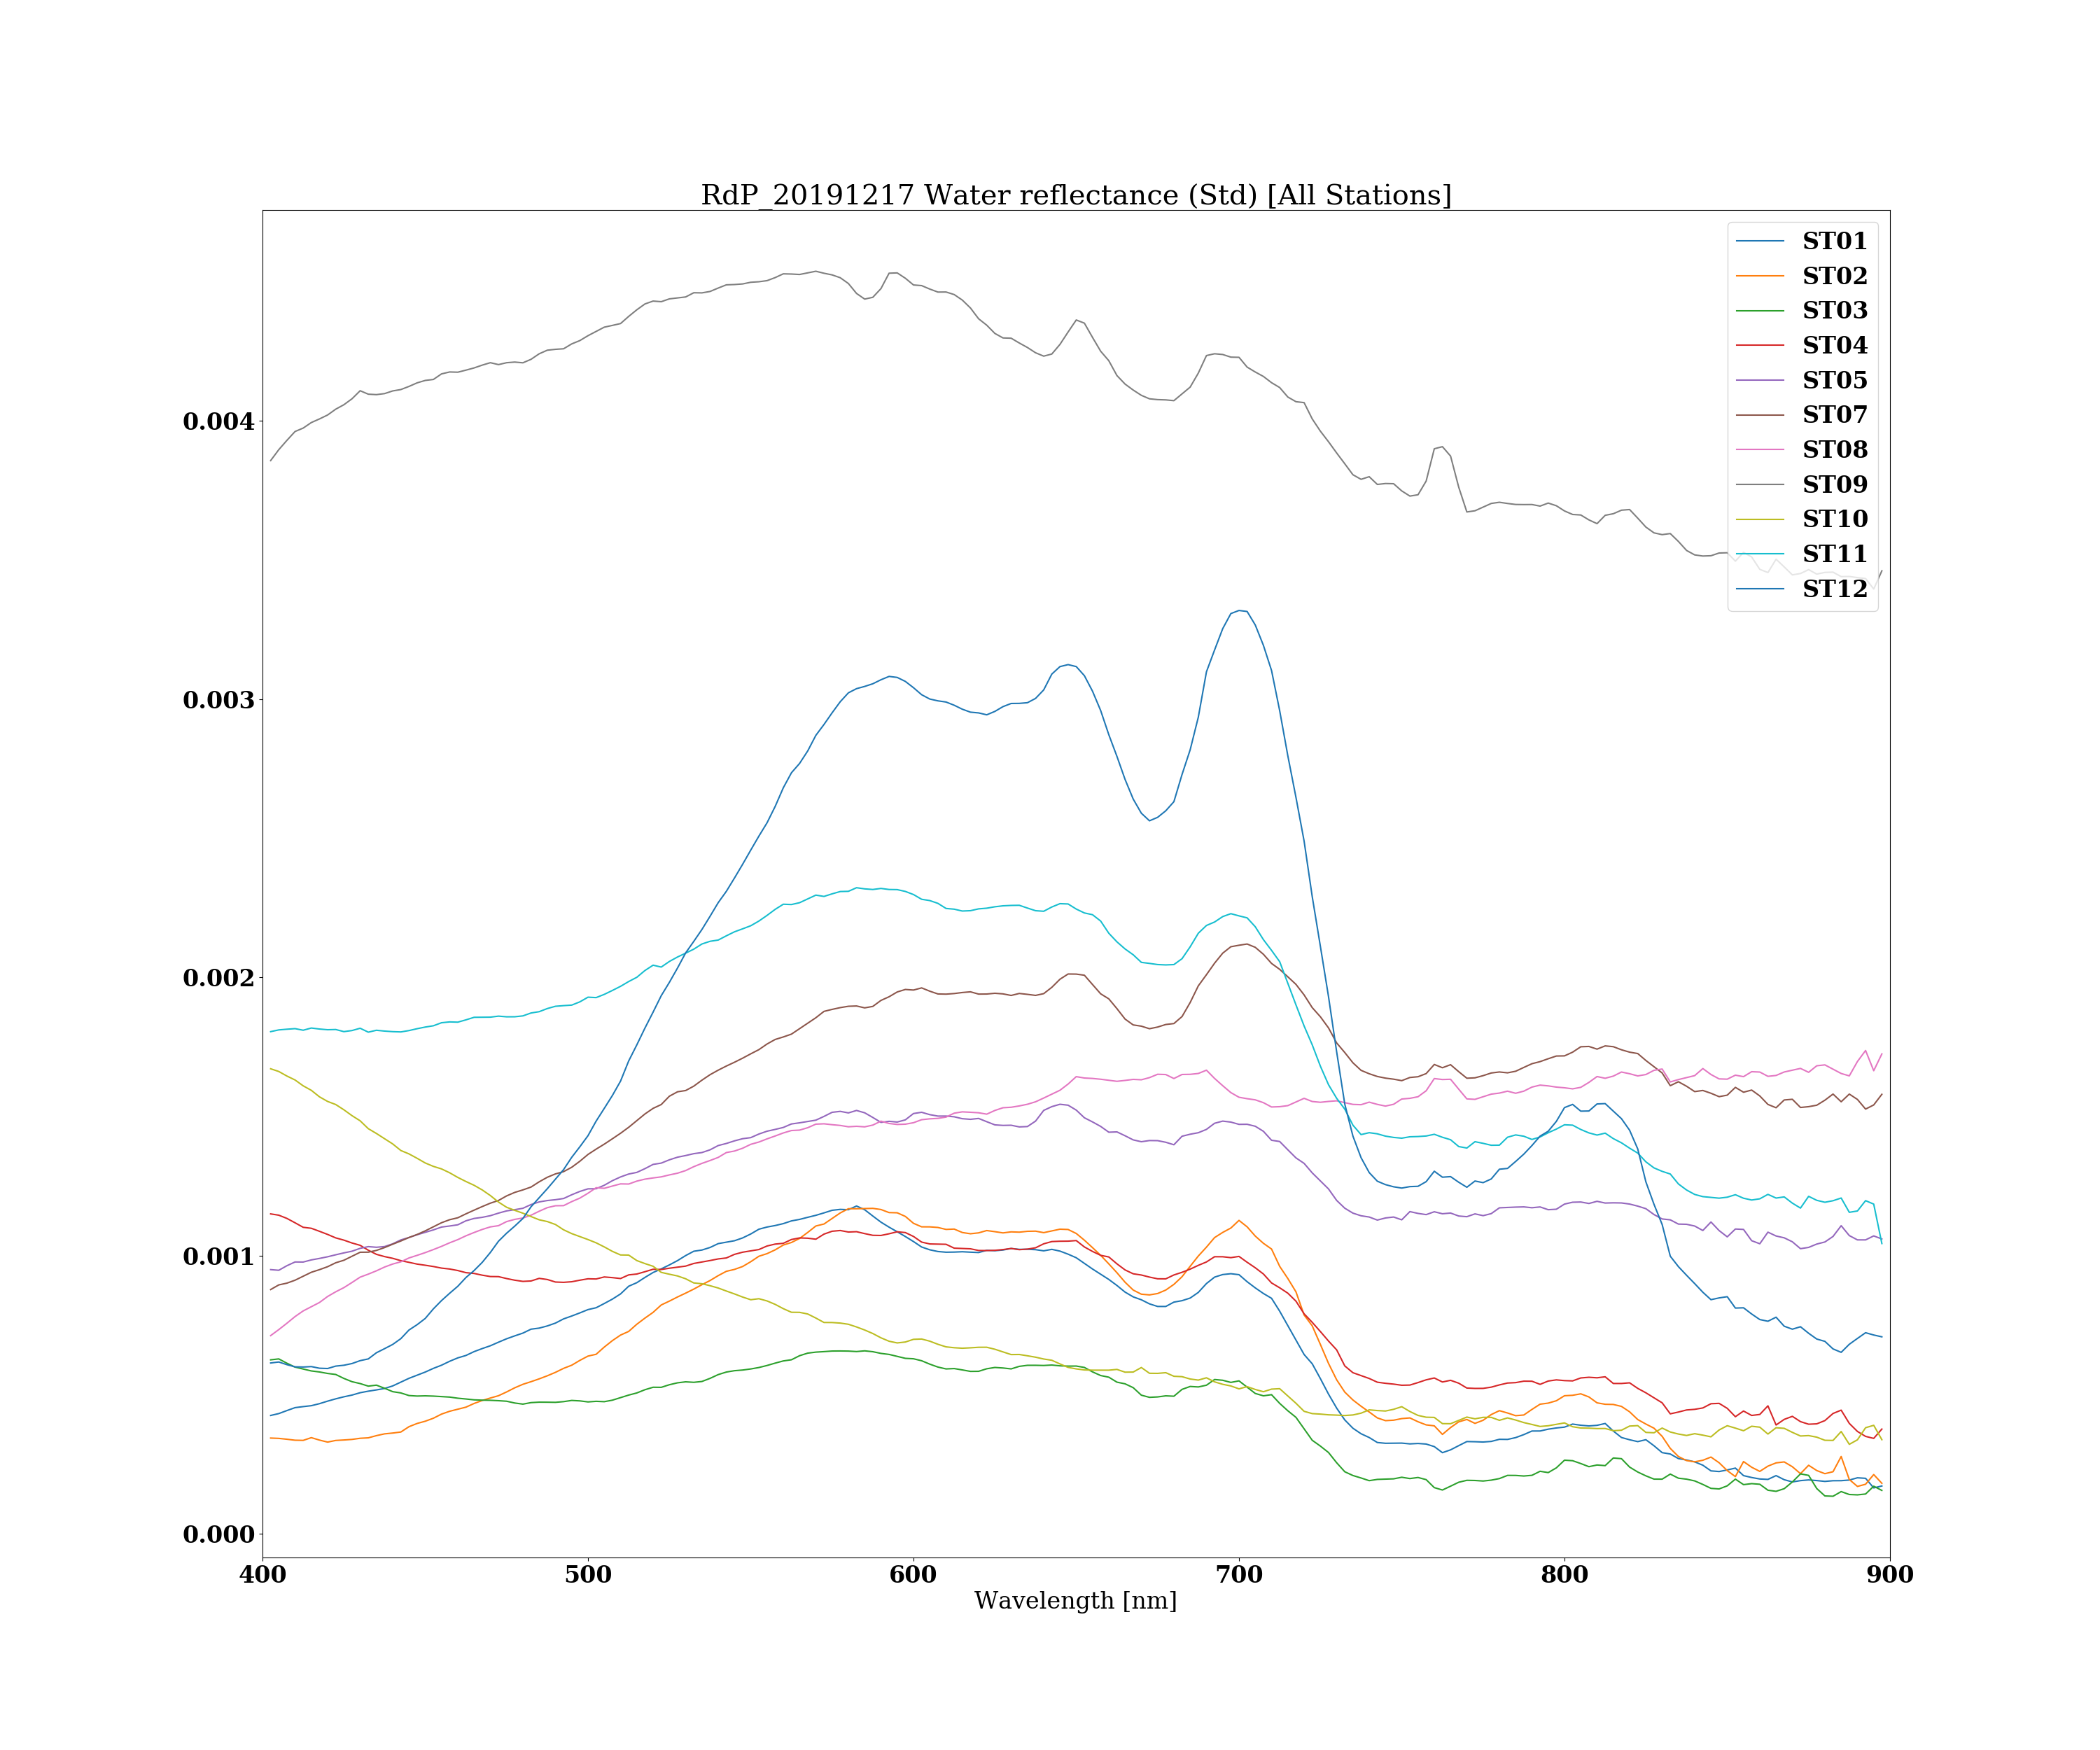 RdP_20191217 Water reflectance (Std) [All Stations]
ST01
ST02
ST03
ST04
ST05
ST07
ST08
ST09
ST10
ST11
ST12
0.004
0.003
0.002
0.001
0.000
400 500 600 700 800 900
Wavelength [nm]